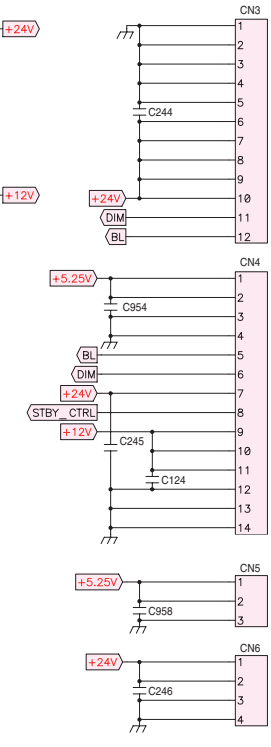 CN3
+24V
1
2
3
4
5
C244
6
7
8
9
+12V
+24V
10
DIM
11
BL
12
CN4
+5.25V
1
2
C954
3
4
BL
5
DIM
6
+24V
7
STBY_CTRL
8
+12V
9
C245
10
11
C124
12
13
14
CN5
+5.25V
1
2
C958
3
CN6
+24V
1
2
C246
3
4